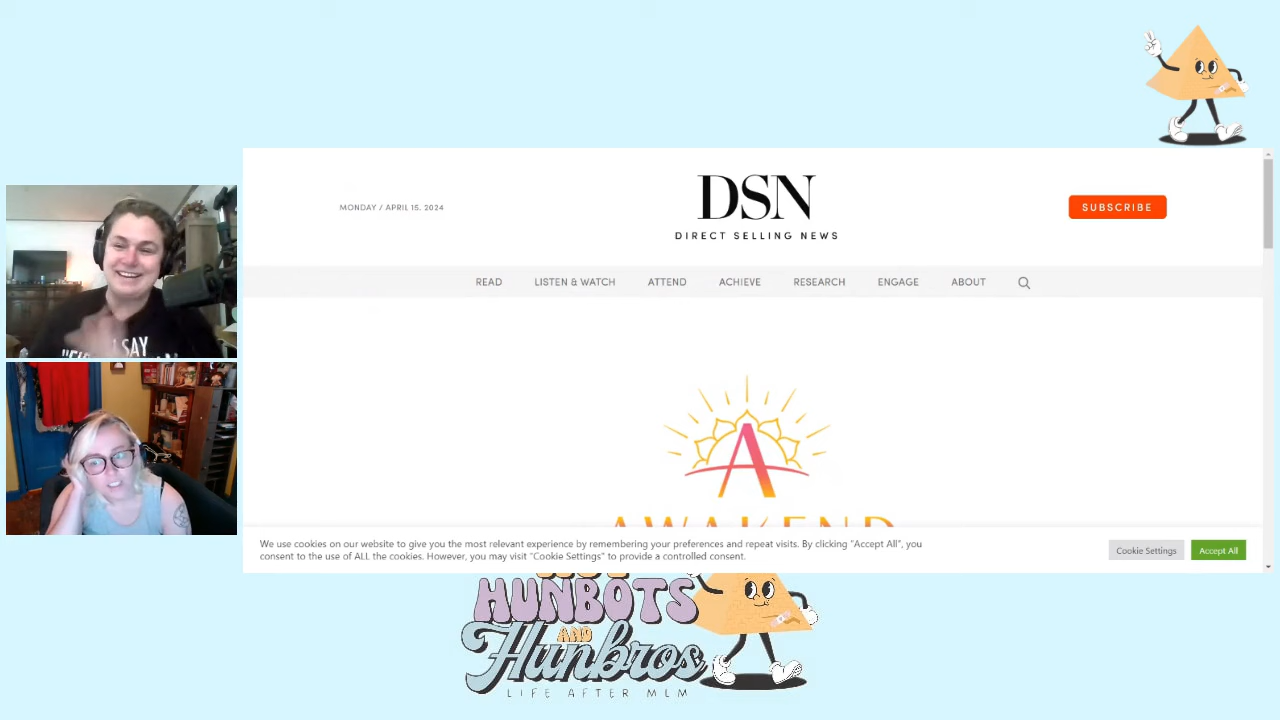 MONDAY / APRIL 15, 2024
DSN
DIRECT SELLING NEWS
SUBSCRIBE
READ
LISTEN & WATCH
ATTEND
ACHIEVE
RESEARCH
ENGAGE
ABOUT
A
AWAKEND
We use cookies on our website to give you the most relevant experience by remembering your preferences and repeat visits. By clicking “Accept All”, you
consent to the use of ALL the cookies. However, you may visit "Cookie Settings" to provide a controlled consent.
Cookie Settings
Accept All
HUNBOTS
AND
Hunbros
LIFE AFTER MLM
SAY